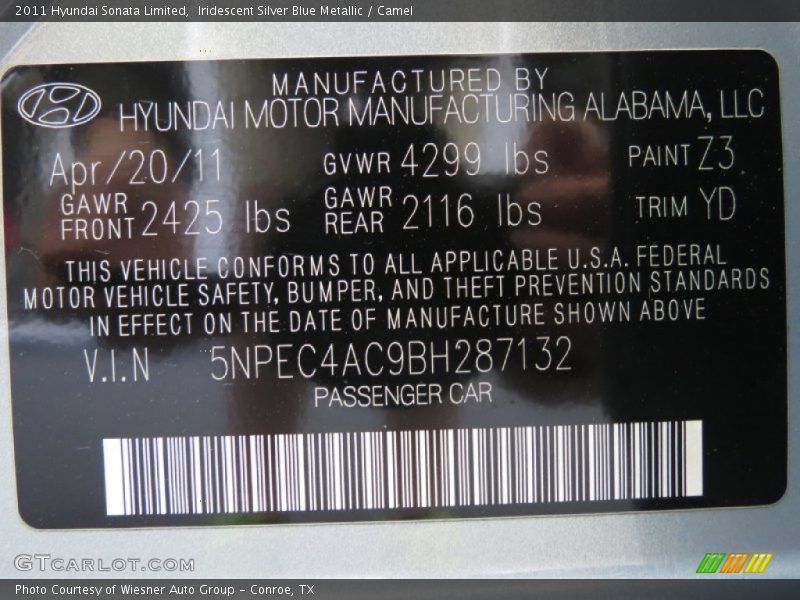 2011 Hyundai Sonata Limited,  Iridescent Silver Blue Metallic / Camel
MANUFACTURED BY
HYUNDAI MOTOR MANUFACTURING ALABAMA, LLC
Apr/20/11 GVWR 4299 lbs PAINT Z3
GAWR FRONT 2425 lbs GAWR REAR 2116 lbs TRIM YD
THIS VEHICLE CONFORMS TO ALL APPLICABLE U.S.A. FEDERAL
MOTOR VEHICLE SAFETY, BUMPER, AND THEFT PREVENTION STANDARDS
IN EFFECT ON THE DATE OF MANUFACTURE SHOWN ABOVE
V.I.N 5NPEC4AC9BH287132
PASSENGER CAR
GTCARLOT.COM
Photo Courtesy of Wiesner Auto Group - Conroe, TX